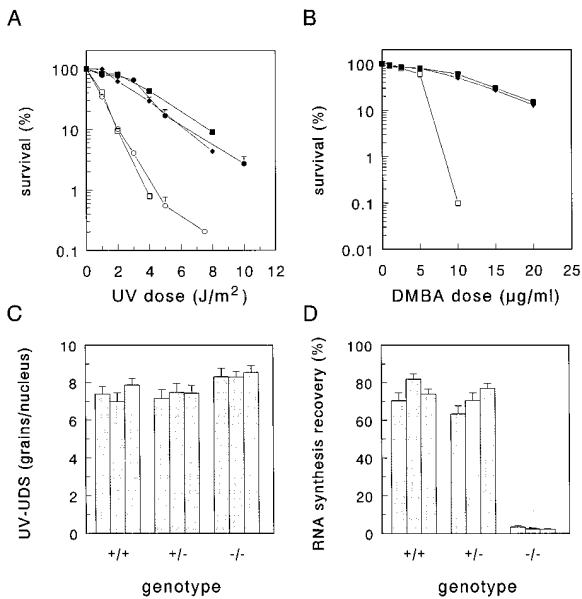 A
survival (%)
100
10
1
0.1
0 2 4 6 8 10 12
UV dose (J/m²)
B
survival (%)
100
10
1
0.1
0.01
0 5 10 15 20 25
DMBA dose (µg/ml)
C
UV-UDS (grains/nucleus)
10
8
6
4
2
0
+/+ +/- -/-
genotype
D
RNA synthesis recovery (%)
100
80
60
40
20
0
+/+ +/- -/-
genotype